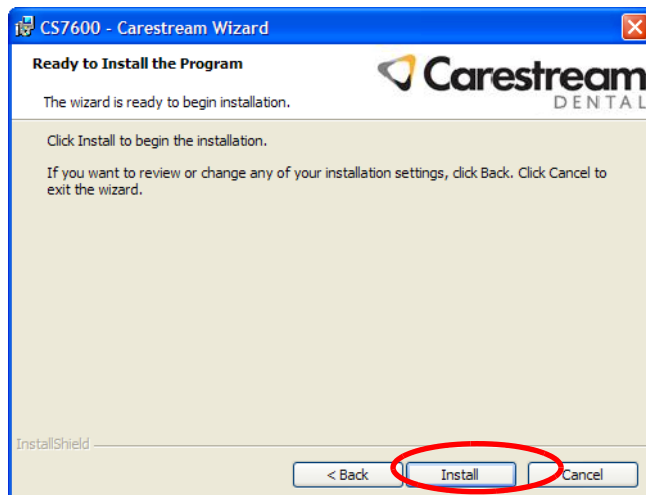 CS7600 - Carestream Wizard
Ready to Install the Program
The wizard is ready to begin installation.
Carestream
DENTAL
Click Install to begin the installation.
If you want to review or change any of your installation settings, click Back. Click Cancel to
exit the wizard.
InstallShield
< Back Install Cancel